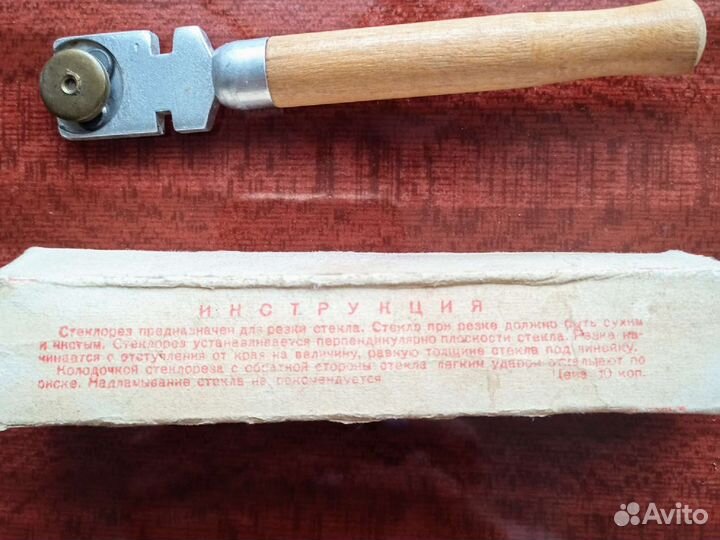 ИНСТРУКЦИЯ
Стеклорез предназначен для резки стекла. Стекло при резке должно быть сухим
и чистым. Стеклорез устанавливается перпендикулярно плоскости стекла. Резка на-
чинается с отступления от края на величину, равную толщине стекла под линейку.
Колодочкой стеклореза с обратной стороны стекла легким ударом отделывают по
онске. Надламывание стекла не рекомендуется Цена 10 коп.
Avito